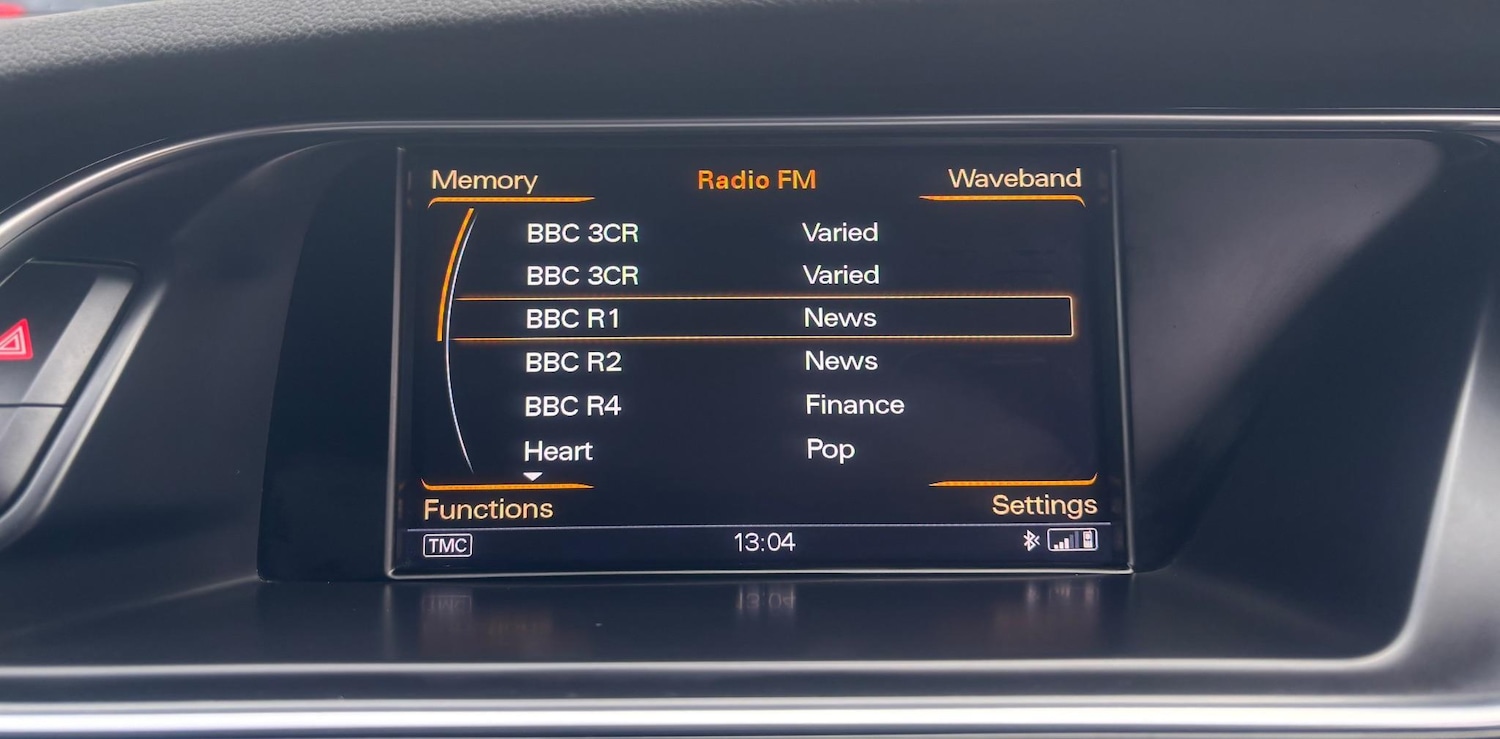 Memory Radio FM Waveband
BBC 3CR Varied
BBC 3CR Varied
BBC R1 News
BBC R2 News
BBC R4 Finance
Heart Pop
Functions Settings
TMC 13:04